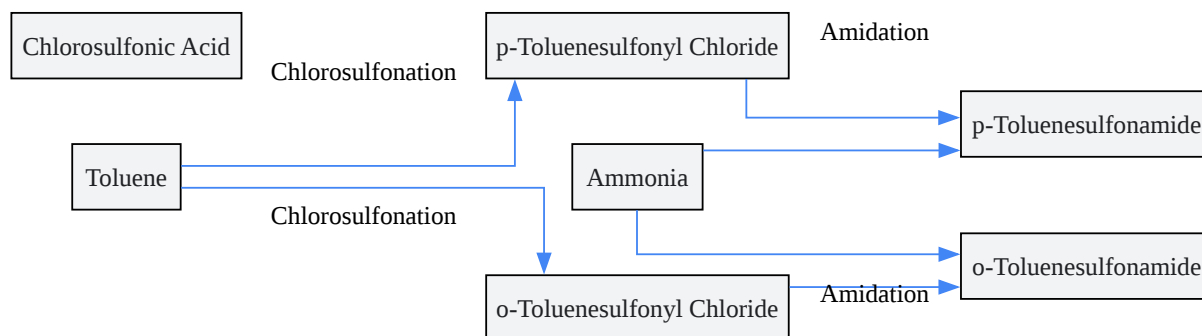 Chlorosulfonic Acid
Chlorosulfonation
p-Toluenesulfonyl Chloride
Amidation
p-Toluenesulfonamide
Toluene
Ammonia
Chlorosulfonation
o-Toluenesulfonyl Chloride
Amidation
o-Toluenesulfonamide